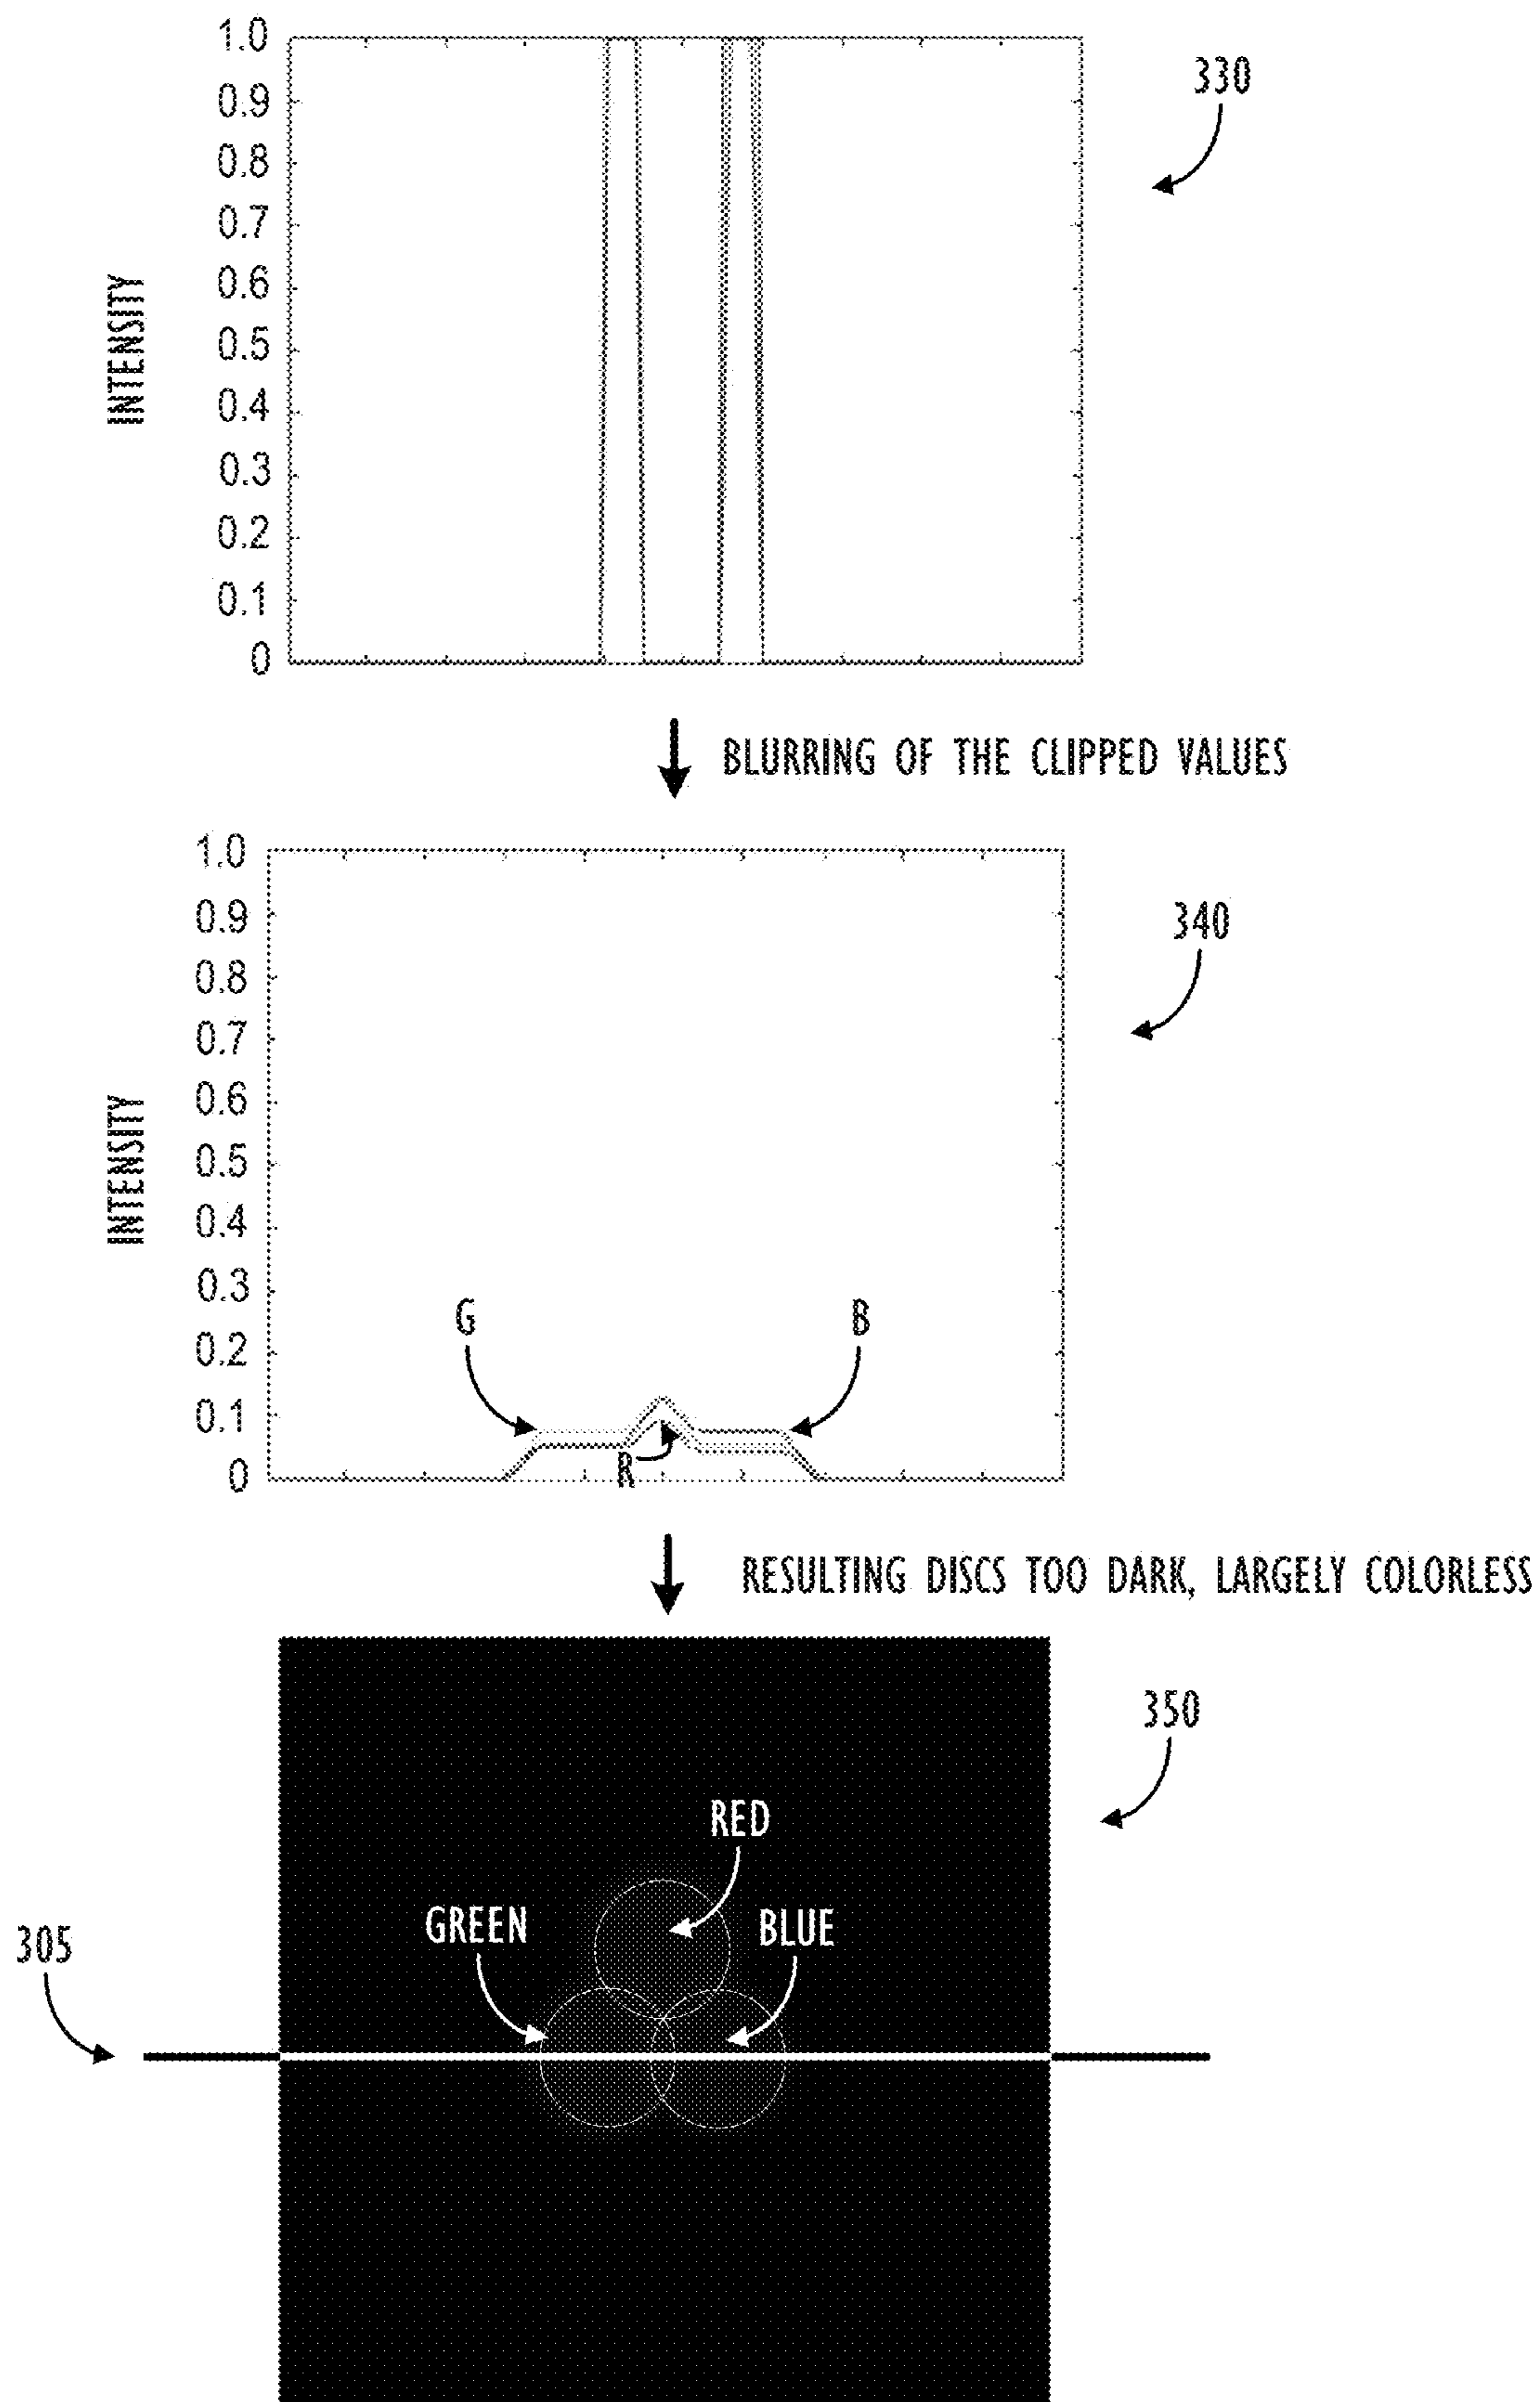 1.0
330
0.9
0.8
0.7
0.6
INTENSITY
0.5
0.4
0.3
0.2
0.1
0
BLURRING OF THE CLIPPED VALUES
1.0
0.9
340
0.8
0.7
0.6
INTENSITY
0.5
0.4
0.3
G
B
0.2
0.1
R
0
RESULTING DISCS TOO DARK, LARGELY COLORLESS
350
RED
GREEN
BLUE
305